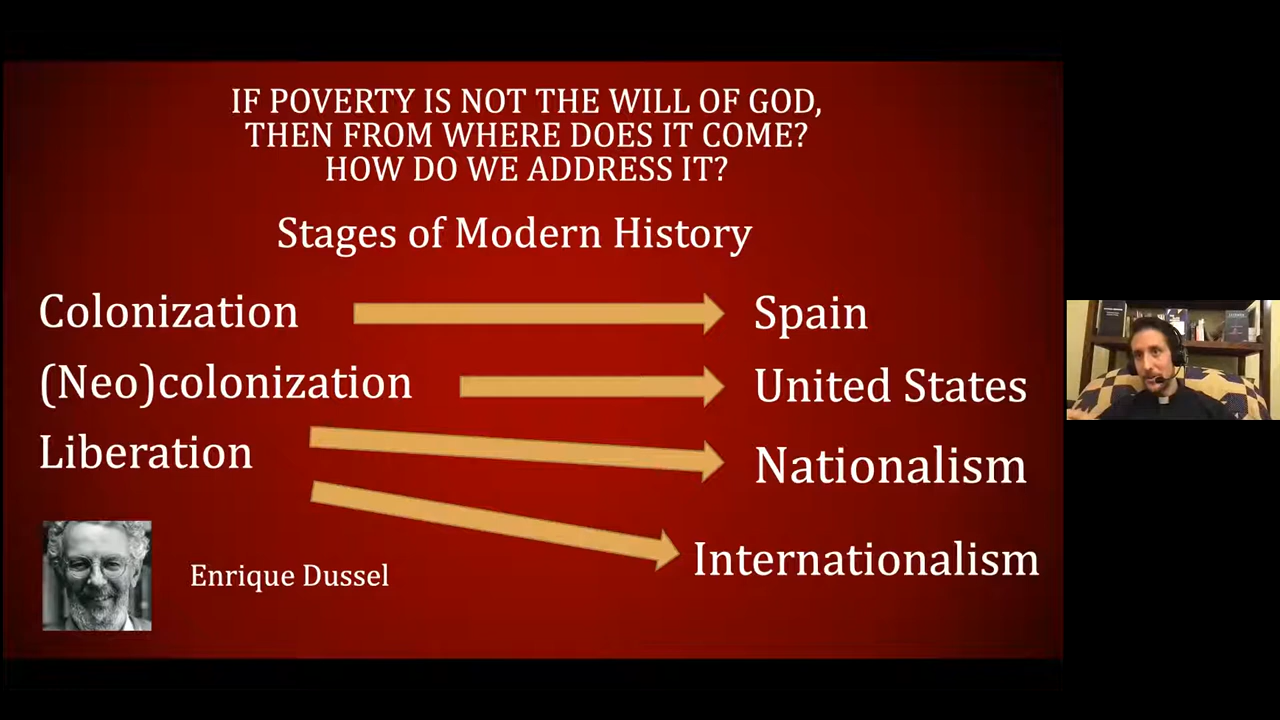 IF POVERTY IS NOT THE WILL OF GOD,
THEN FROM WHERE DOES IT COME?
HOW DO WE ADDRESS IT?
Stages of Modern History
Colonization
Spain
(Neo)colonization
United States
Liberation
Nationalism
Internationalism
Enrique Dussel